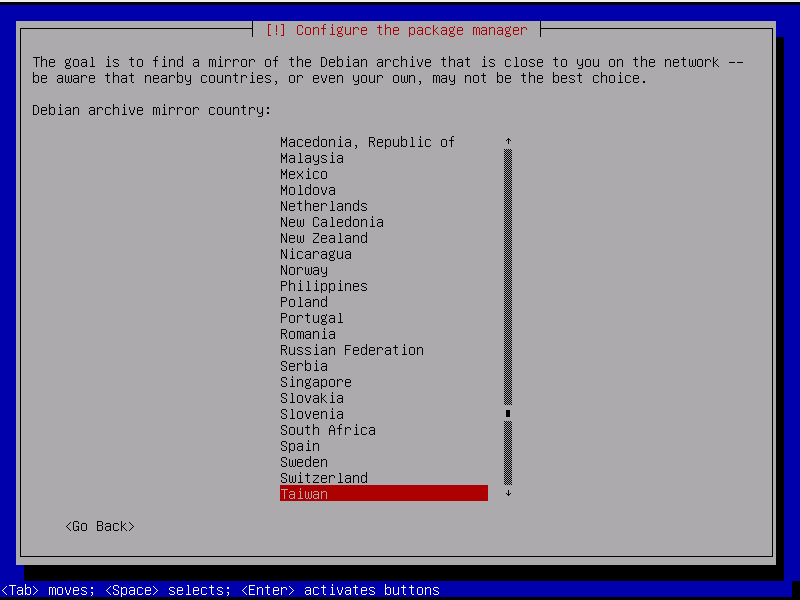 [!] Configure the package manager
The goal is to find a mirror of the Debian archive that is close to you on the network --
be aware that nearby countries, or even your own, may not be the best choice.
Debian archive mirror country:
Macedonia, Republic of
Malaysia
Mexico
Moldova
Netherlands
New Caledonia
New Zealand
Nicaragua
Norway
Philippines
Poland
Portugal
Romania
Russian Federation
Serbia
Singapore
Slovakia
Slovenia
South Africa
Spain
Sweden
Switzerland
Taiwan
<Go Back>
<Tab> moves; <Space> selects; <Enter> activates buttons